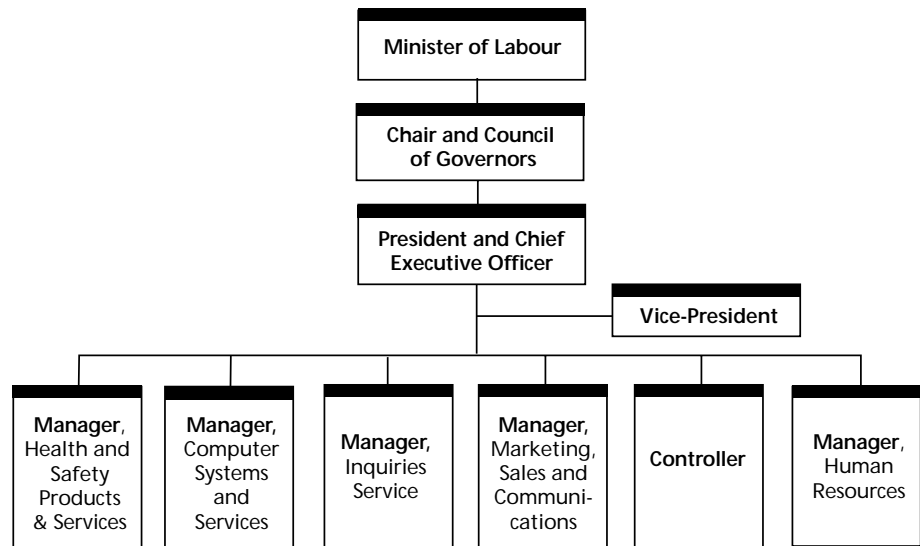 Minister of Labour
Chair and Council
of Governors
President and Chief
Executive Officer
Vice-President
Manager,
Health and
Safety
Products
& Services
Manager,
Computer
Systems
and
Services
Manager,
Inquiries
Service
Manager,
Marketing,
Sales and
Communi-
cations
Controller
Manager,
Human
Resources